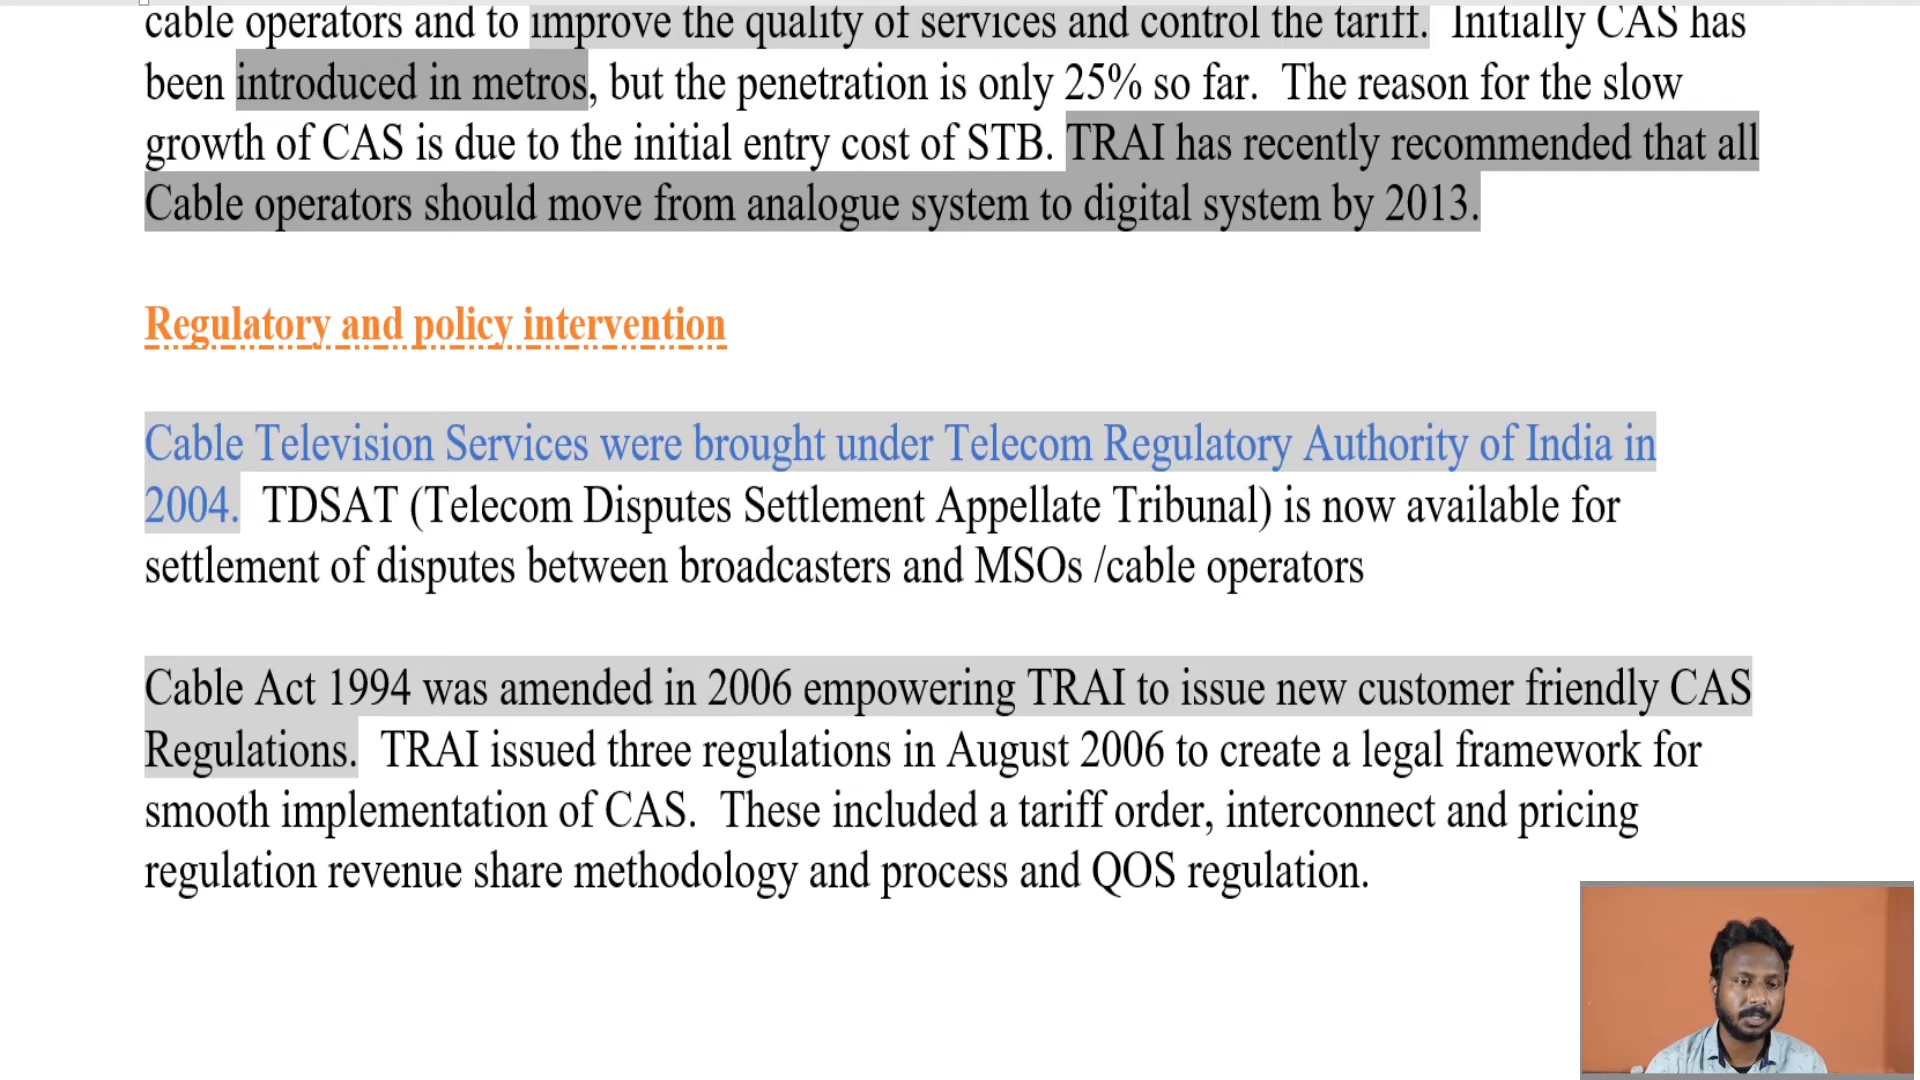 cable operators and to improve the quality of services and control the tariff.  Initially CAS has
been introduced in metros, but the penetration is only 25% so far.  The reason for the slow
growth of CAS is due to the initial entry cost of STB. TRAI has recently recommended that all
Cable operators should move from analogue system to digital system by 2013.
Regulatory and policy intervention
Cable Television Services were brought under Telecom Regulatory Authority of India in
2004.  TDSAT (Telecom Disputes Settlement Appellate Tribunal) is now available for
settlement of disputes between broadcasters and MSOs /cable operators
Cable Act 1994 was amended in 2006 empowering TRAI to issue new customer friendly CAS
Regulations.  TRAI issued three regulations in August 2006 to create a legal framework for
smooth implementation of CAS.  These included a tariff order, interconnect and pricing
regulation revenue share methodology and process and QOS regulation.